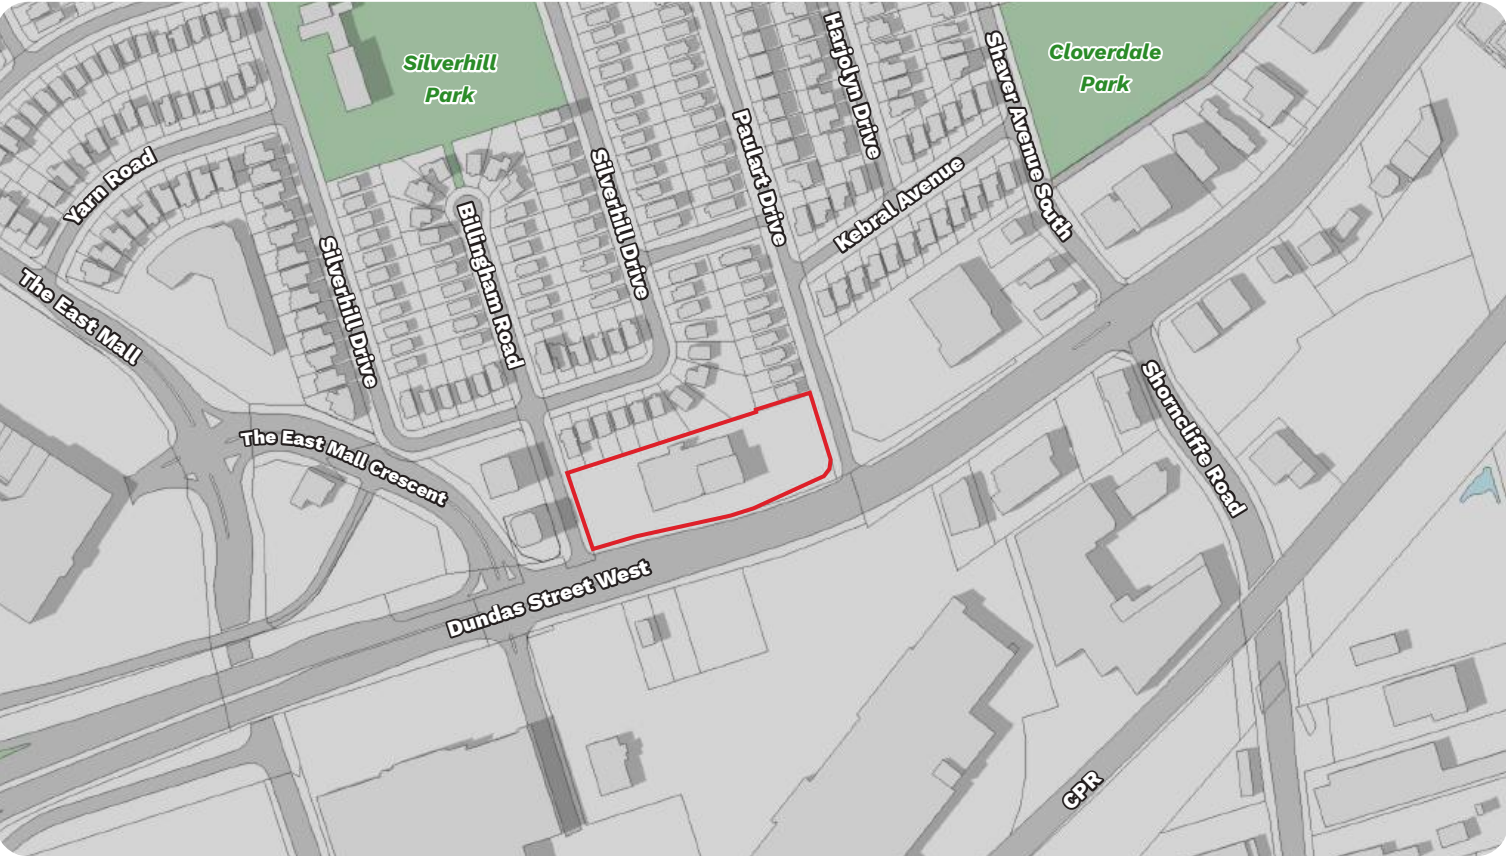 Silverhill
Park
Harjolyn Drive
Shaver Avenue South
Cloverdale
Park
Paulart Drive
Yarn Road
Silverhill Drive
Kebral Avenue
Billingham Road
Silverhill Drive
The East Mall
Shorncliffe Road
The East Mall Crescent
Dundas Street West
CPR